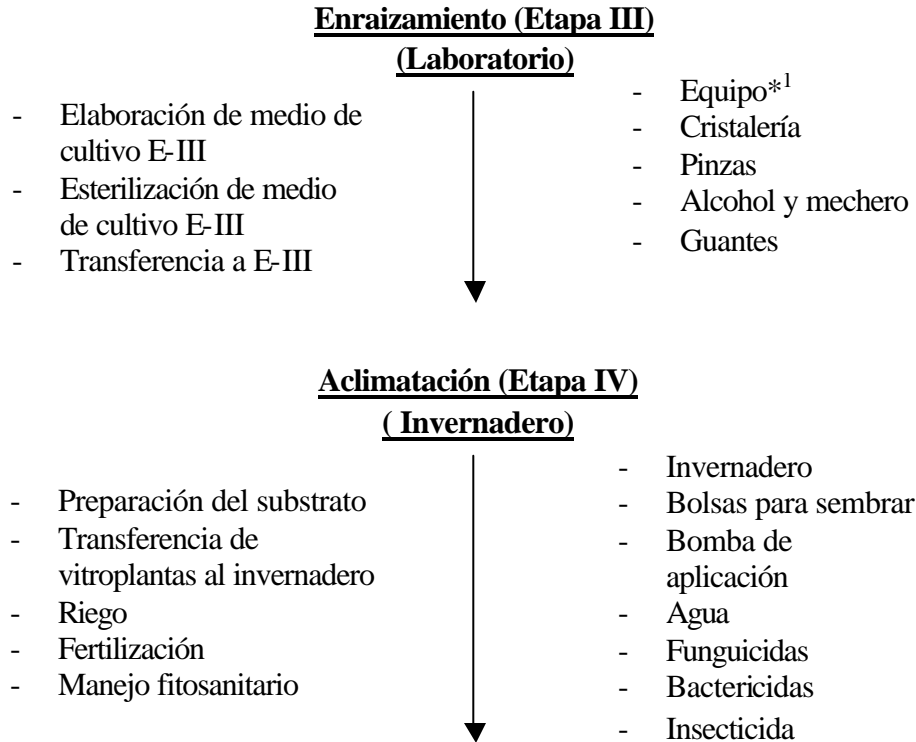 Enraizamiento (Etapa III)
(Laboratorio)
- Elaboración de medio de
cultivo E-III
- Esterilización de medio
de cultivo E-III
- Transferencia a E-III
- Equipo*1
- Cristalería
- Pinzas
- Alcohol y mechero
- Guantes
Aclimatación (Etapa IV)
( Invernadero)
- Preparación del substrato
- Transferencia de
vitroplantas al invernadero
- Riego
- Fertilización
- Manejo fitosanitario
- Invernadero
- Bolsas para sembrar
- Bomba de
aplicación
- Agua
- Funguicidas
- Bactericidas
- Insecticida